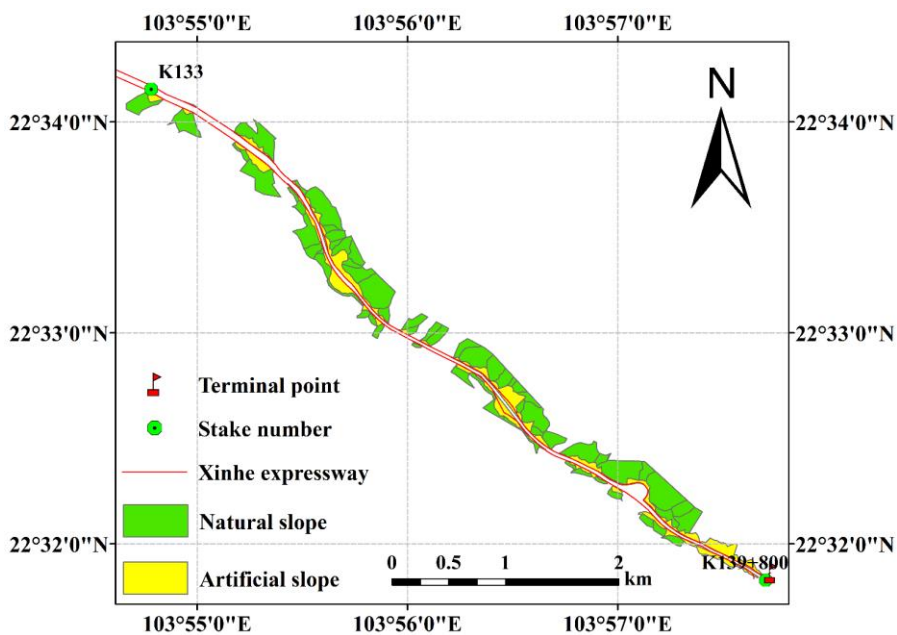 103°55'0"E 103°56'0"E 103°57'0"E
K133
N
22°34'0"N 22°34'0"N
22°33'0"N 22°33'0"N
Terminal point
Stake number
Xinhe expressway
Natural slope
22°32'0"N 22°32'0"N
Artificial slope
0 0.5 1 2
km
K139+800
103°55'0"E 103°56'0"E 103°57'0"E